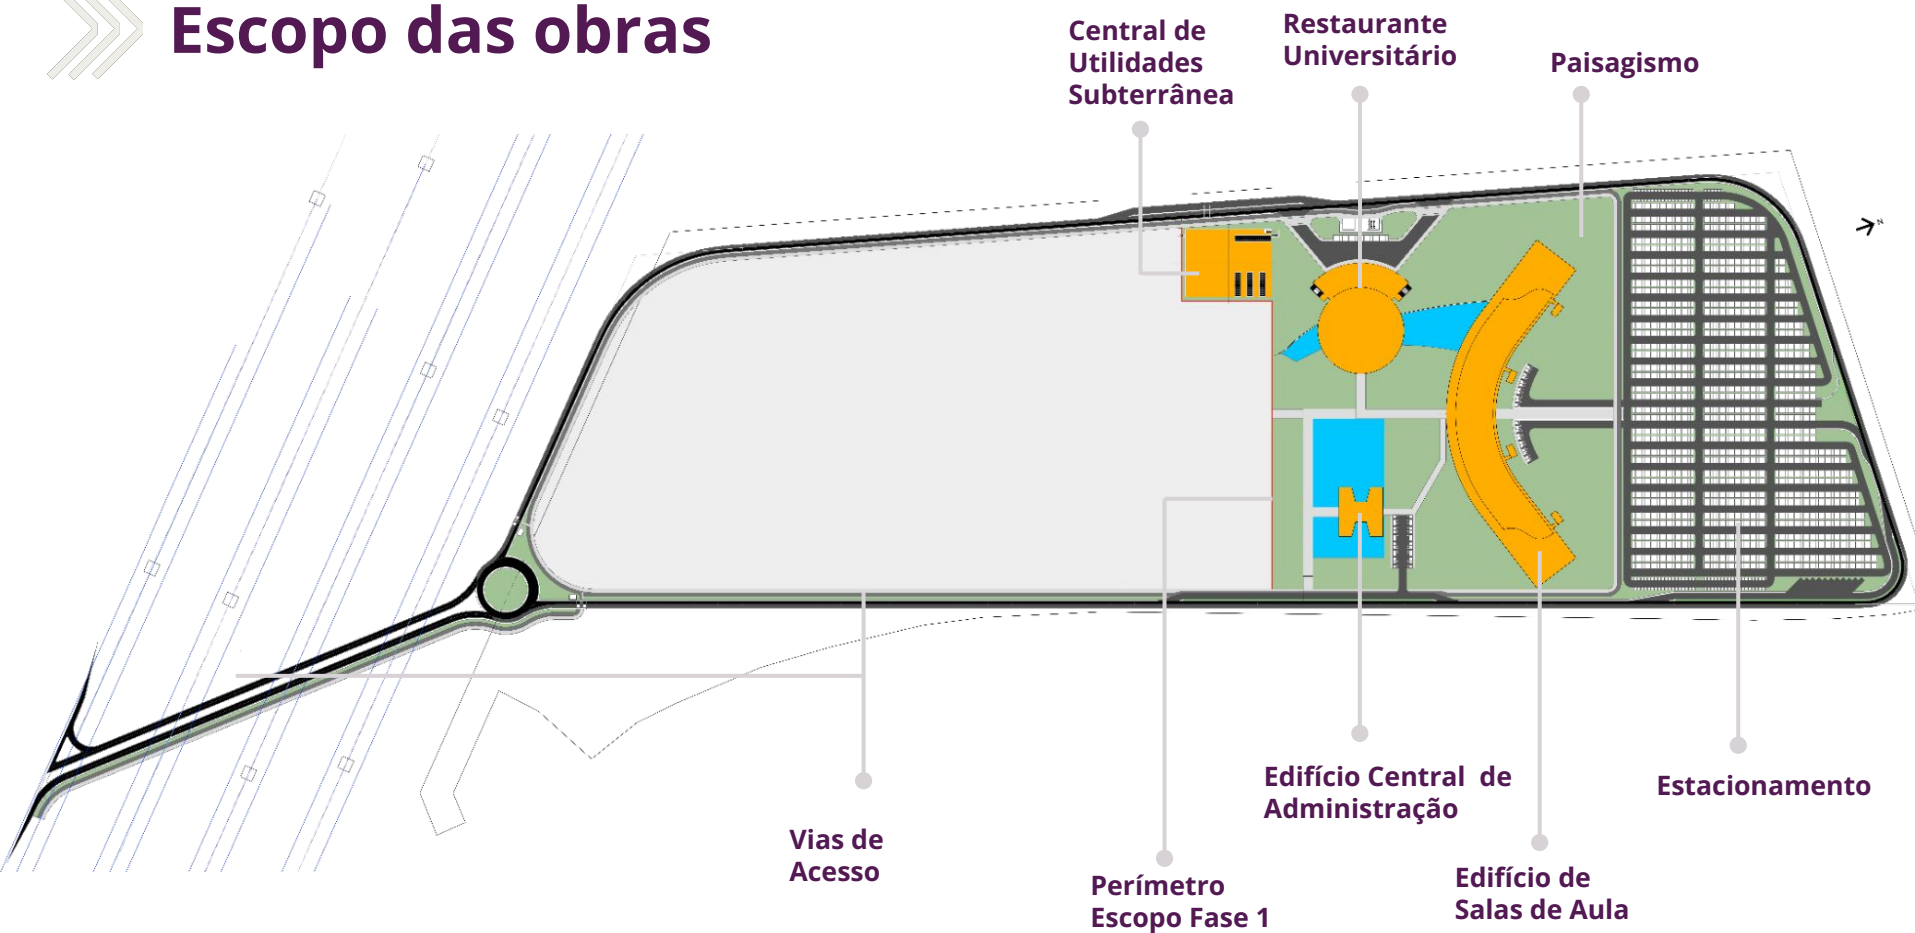 Escopo das obras
Central de
Utilidades
Subterrânea
Restaurante
Universitário
Paisagismo
N
Vias de
Acesso
Perímetro
Escopo Fase 1
Edifício Central de
Administração
Edifício de
Salas de Aula
Estacionamento